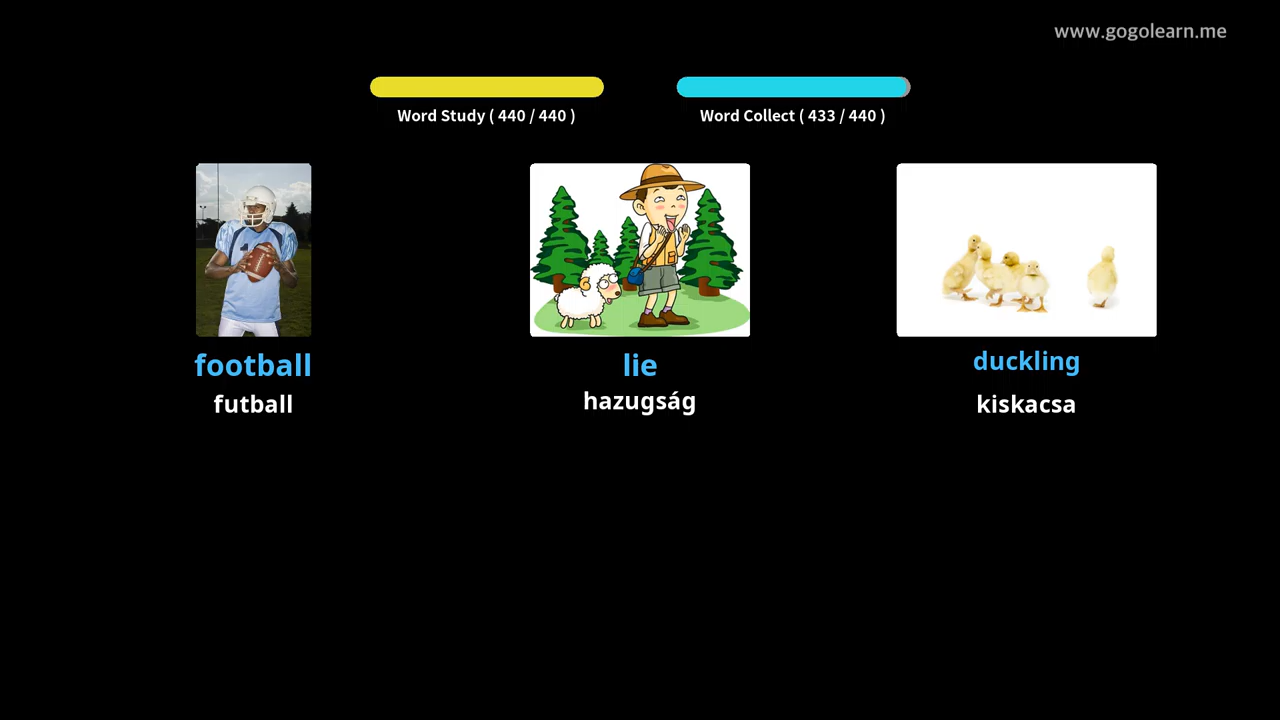 www.gogolearn.me
Word Study ( 440 / 440 )
Word Collect ( 433 / 440 )
football
lie
duckling
futball
hazugság
kiskacsa